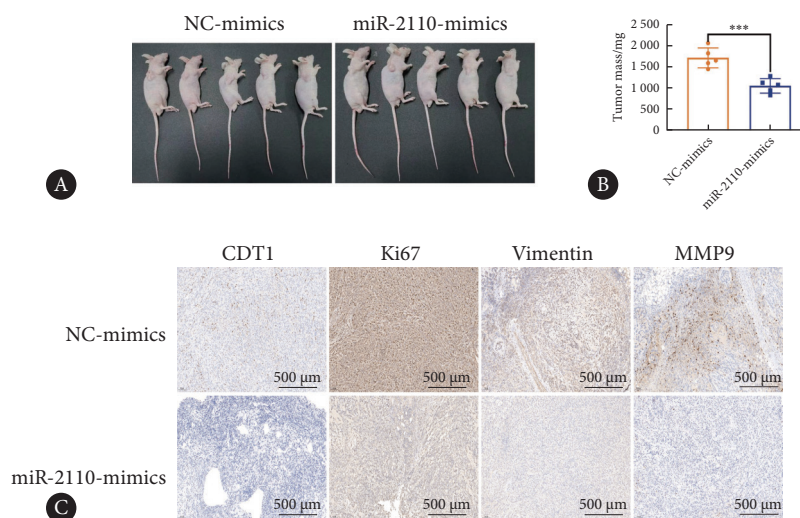 NC-mimics
miR-2110-mimics
A
Tumor mass/mg
2 500
2 000
1 500
1 000
500
0
***
NC-mimics
miR-2110-mimics
B
CDT1
Ki67
Vimentin
MMP9
NC-mimics
500 μm
500 μm
500 μm
500 μm
miR-2110-mimics
500 μm
500 μm
500 μm
500 μm
C